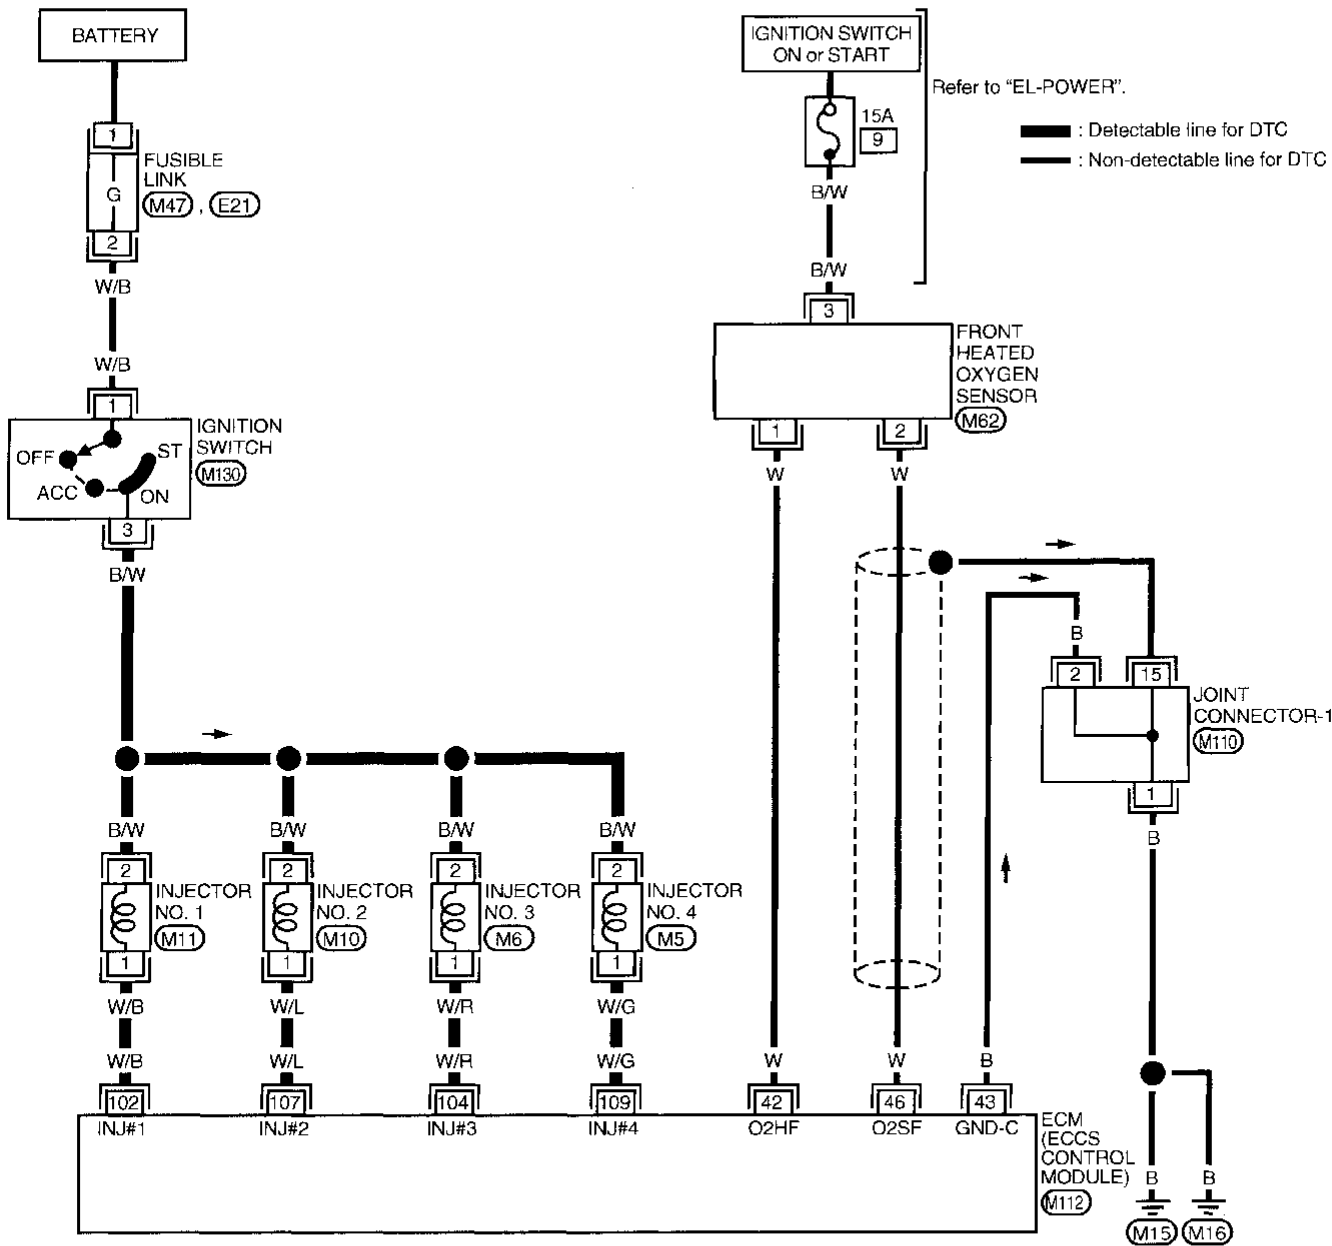 BATTERY
1
FUSIBLE
LINK
G
M47 , E21
2
W/B
W/B
1
IGNITION
SWITCH
M130
OFF
ST
ACC
ON
3
B/W
IGNITION SWITCH
ON or START
Refer to "EL-POWER".
15A
9
B/W
B/W
: Detectable line for DTC
: Non-detectable line for DTC
3
FRONT
HEATED
OXYGEN
SENSOR
M62
1
2
W
W
B
2
15
JOINT
CONNECTOR-1
M110
1
B
B/W
B/W
B/W
B/W
2
2
2
2
INJECTOR
NO. 1
M11
INJECTOR
NO. 2
M10
INJECTOR
NO. 3
M6
INJECTOR
NO. 4
M5
1
1
1
1
W/B
W/L
W/R
W/G
W/B
W/L
W/R
W/G
W
W
B
102
107
104
109
42
46
43
INJ#1
INJ#2
INJ#3
INJ#4
O2HF
O2SF
GND-C
ECM
(ECCS
CONTROL
MODULE)
M112
B
B
M15
M16